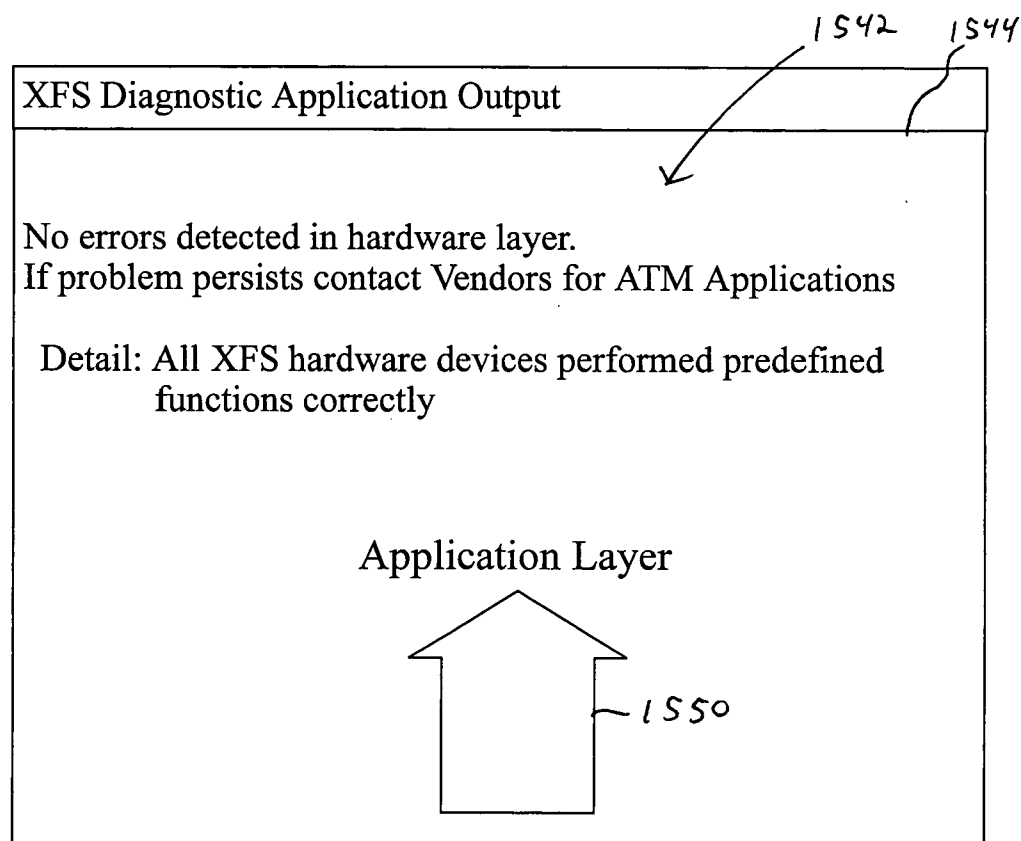 1542 1544
XFS Diagnostic Application Output
No errors detected in hardware layer.
If problem persists contact Vendors for ATM Applications
Detail: All XFS hardware devices performed predefined
functions correctly
Application Layer
1550